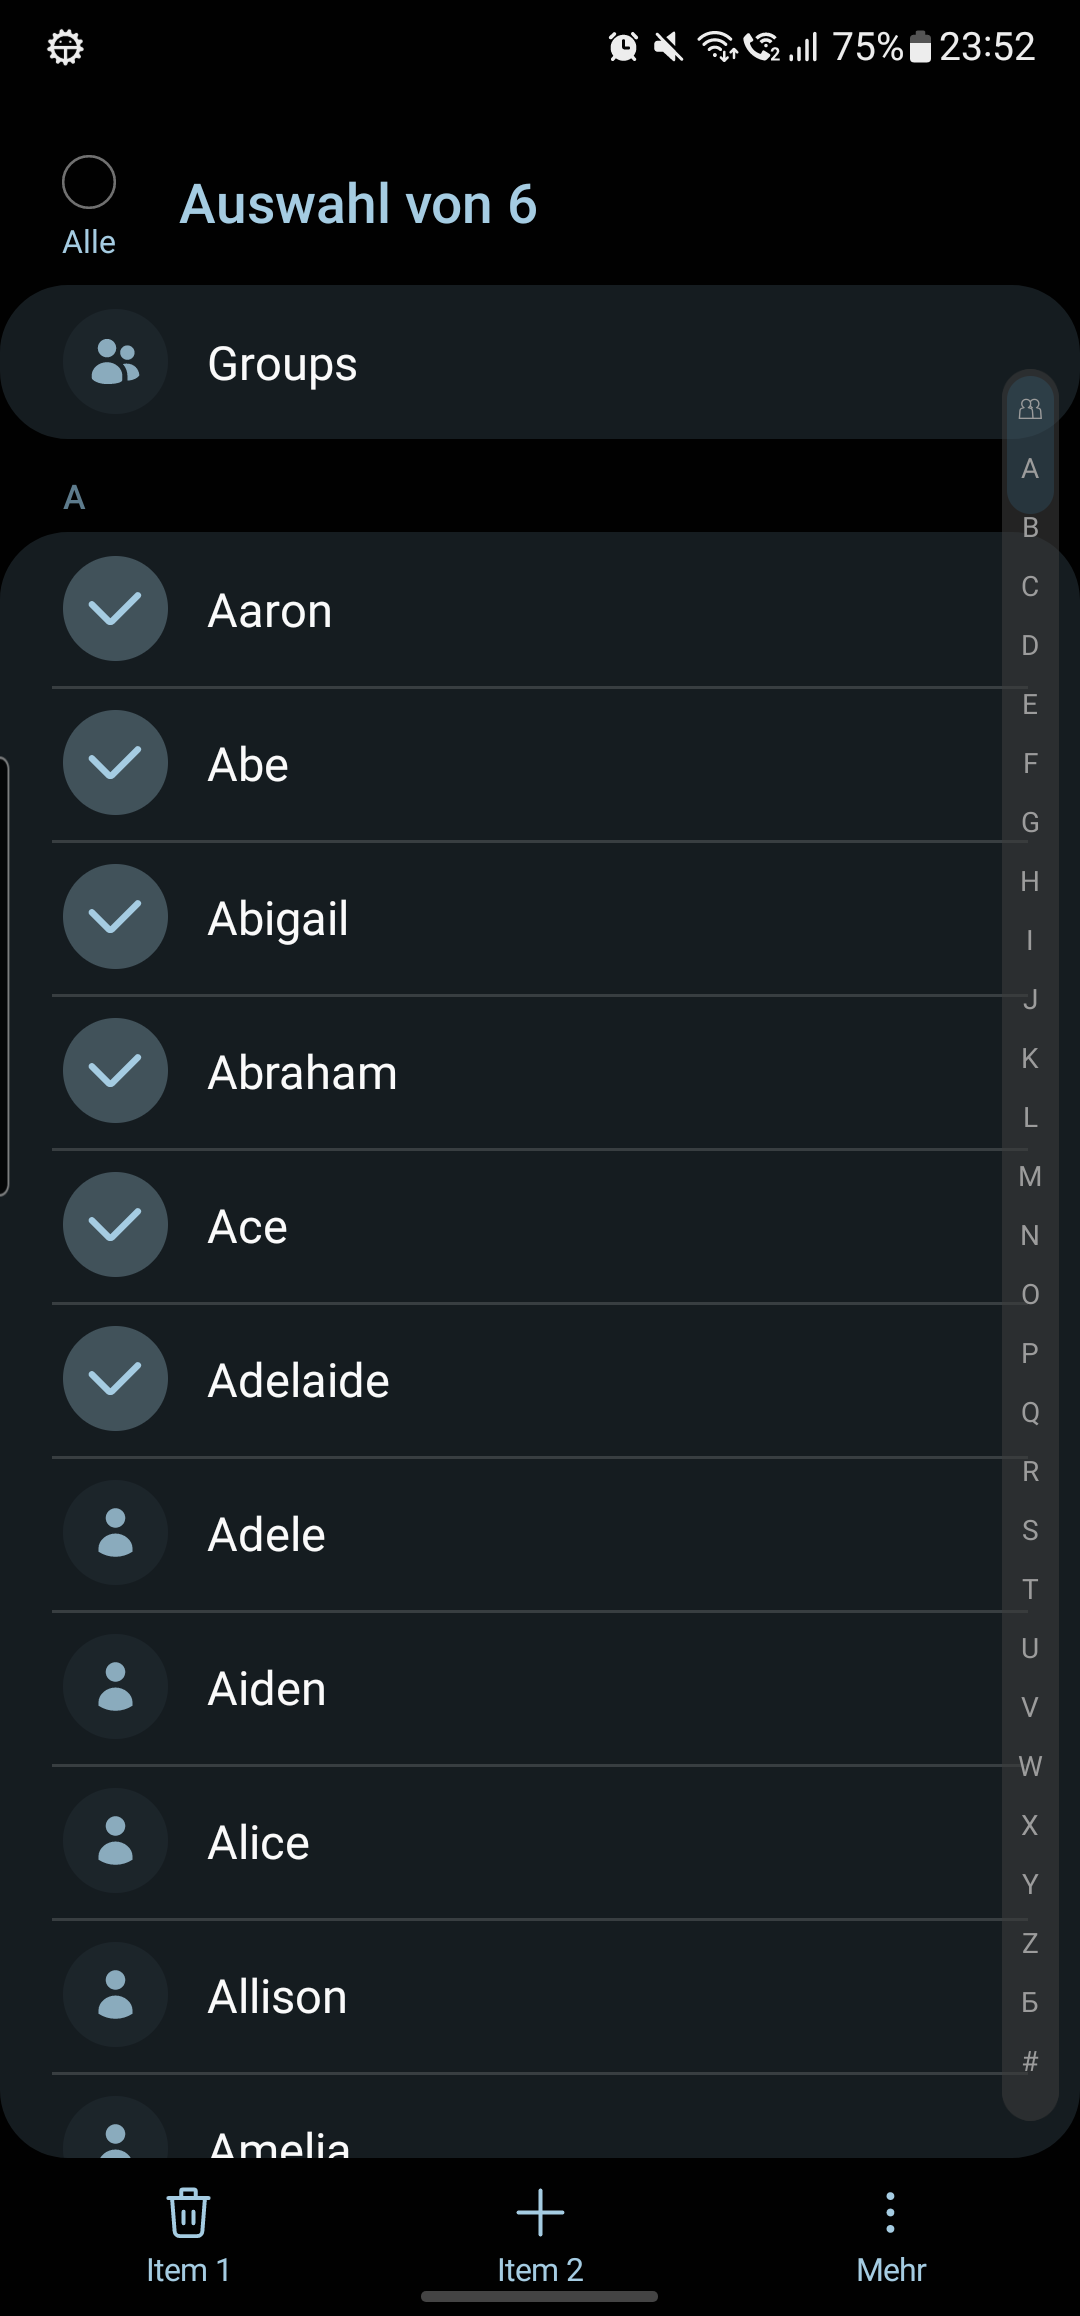 75% 23:52
Alle
Auswahl von 6
Groups
A
Aaron
Abe
Abigail
Abraham
Ace
Adelaide
Adele
Aiden
Alice
Allison
Amelia
A
B
C
D
E
F
G
H
I
J
K
L
M
N
O
P
Q
R
S
T
U
V
W
X
Y
Z
Б
#
Item 1
Item 2
Mehr